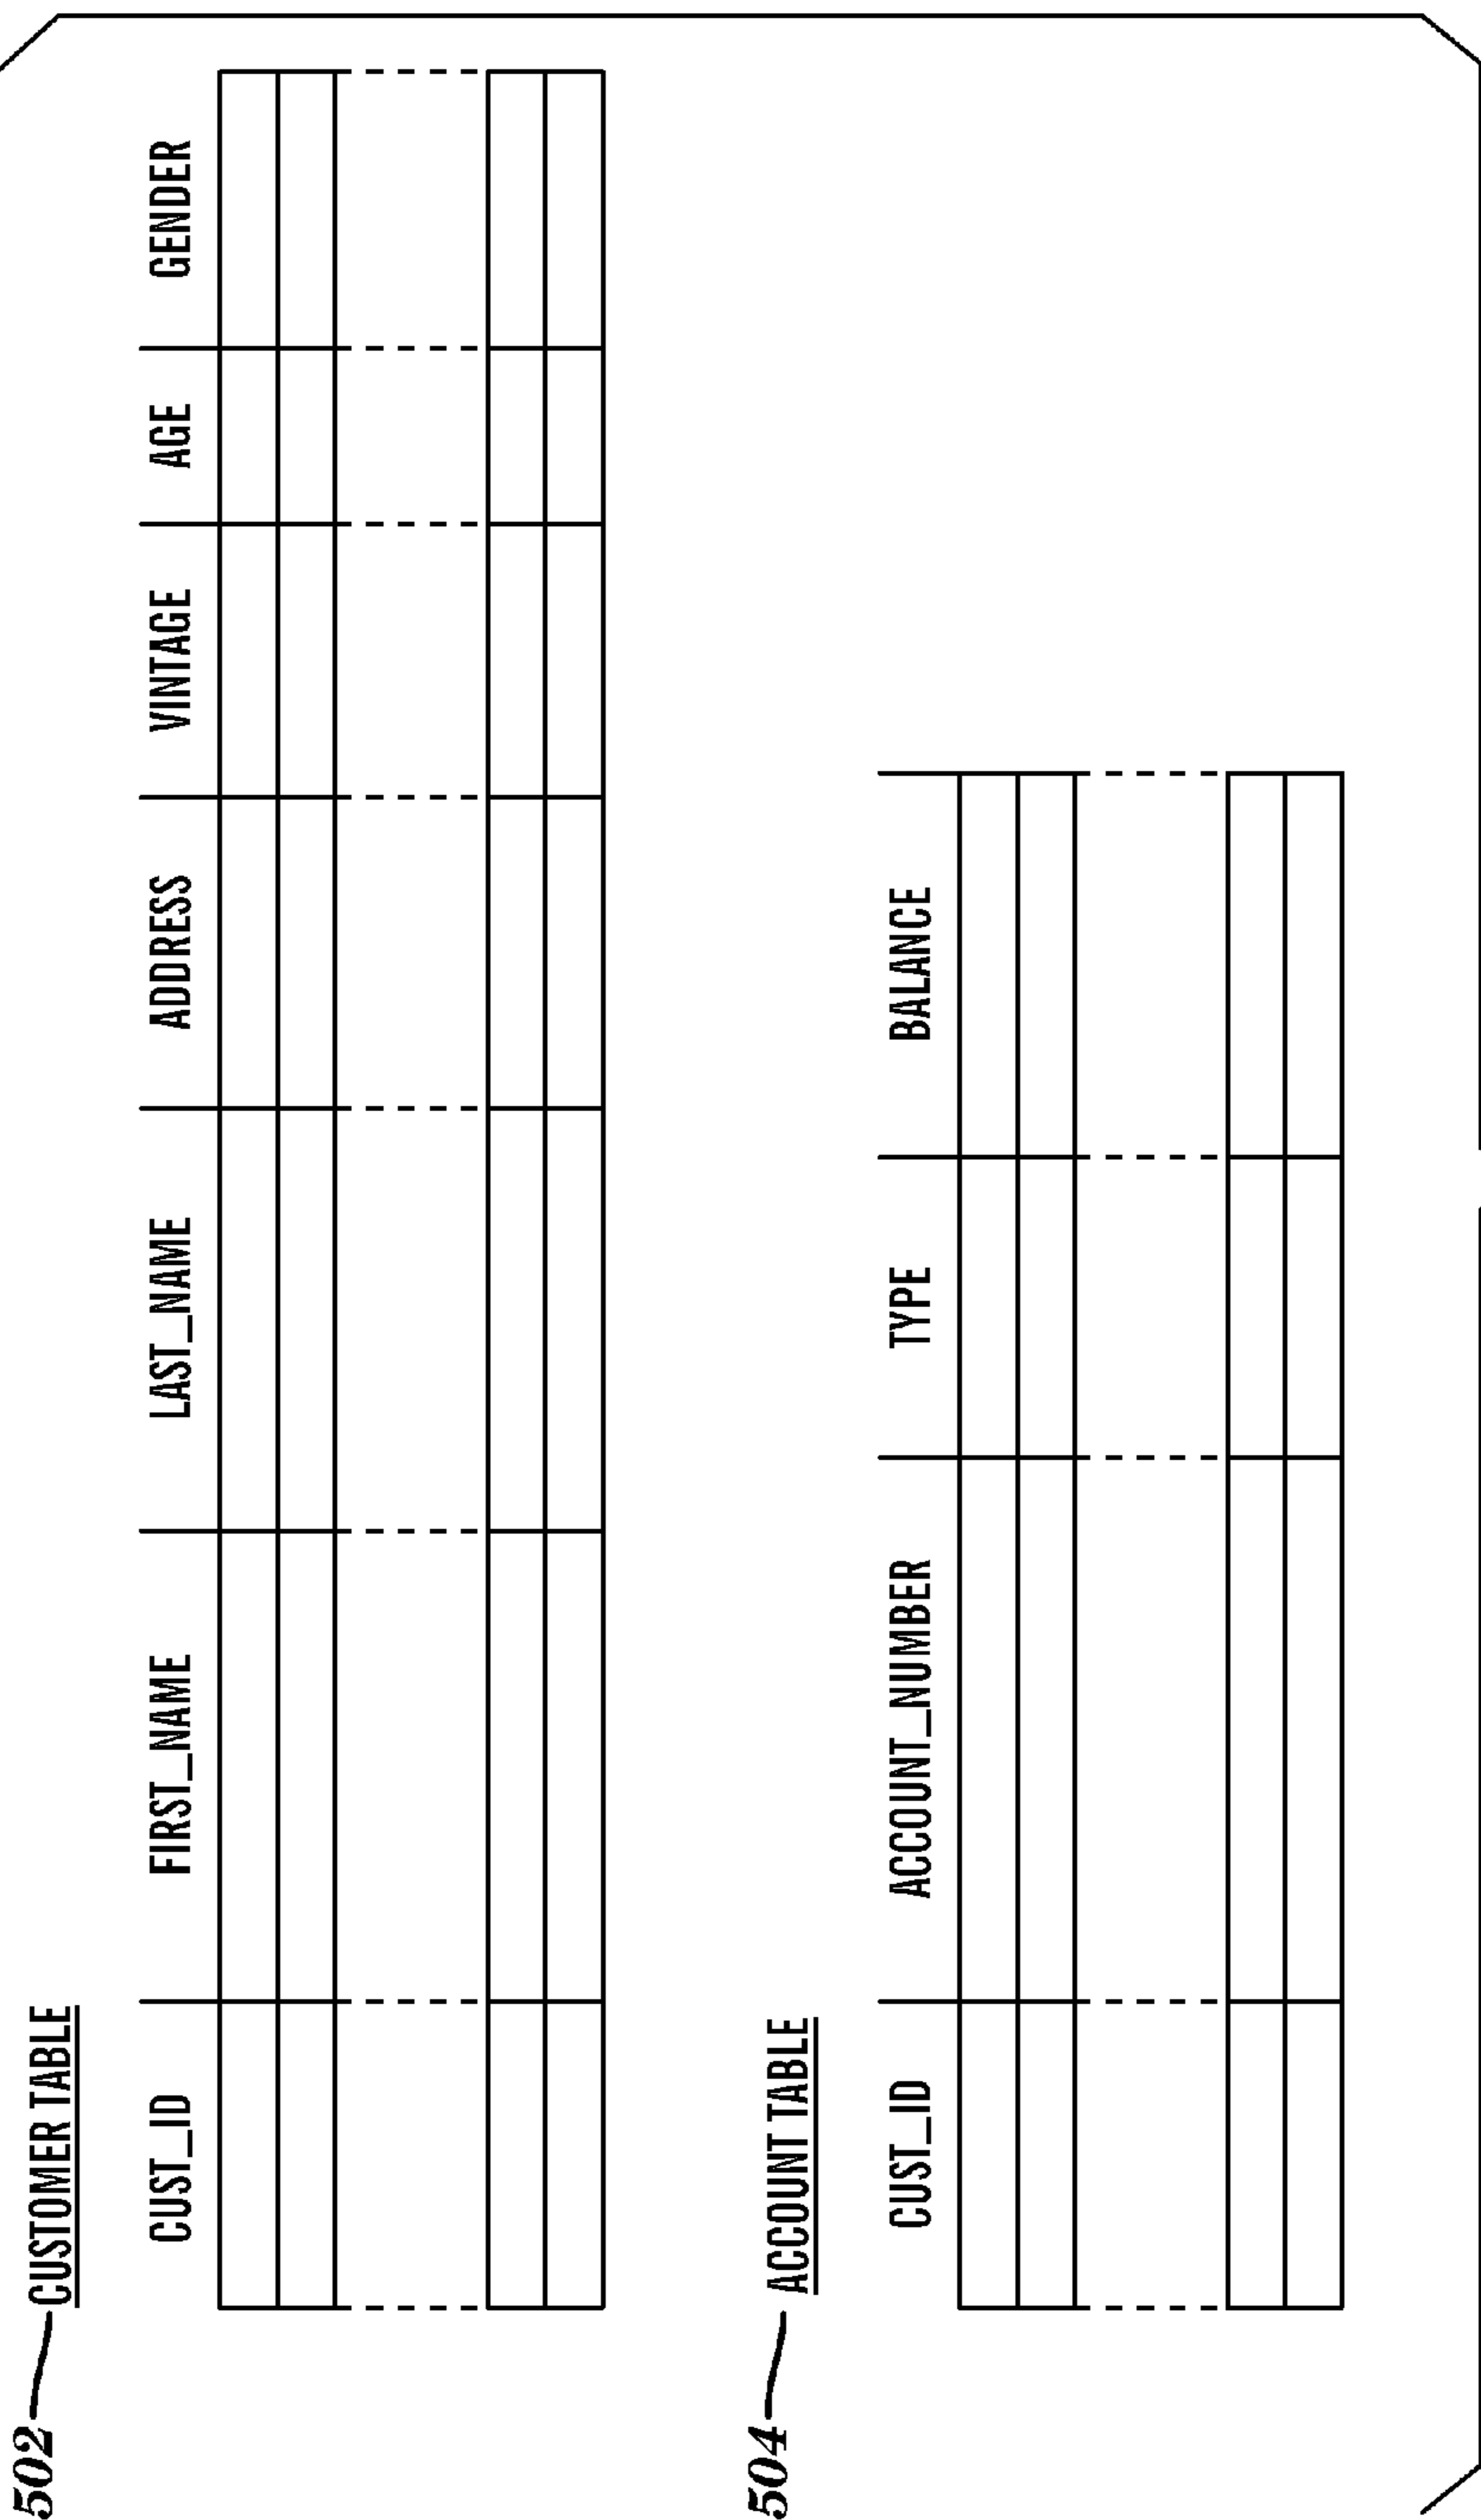 502 CUSTOMER TABLE
CUST_ID FIRST_NAME LAST_NAME ADDRESS VINTAGE AGE GENDER
504 ACCOUNT TABLE
CUST_ID ACCOUNT_NUMBER TYPE BALANCE